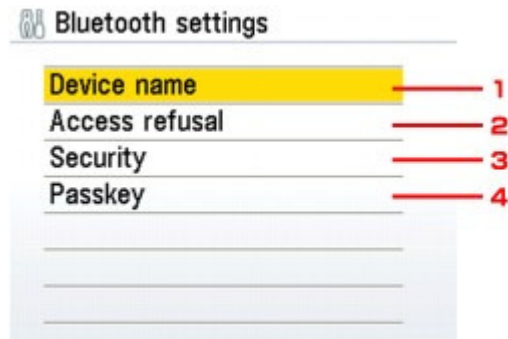 Bluetooth settings
Device name 1
Access refusal 2
Security 3
Passkey 4